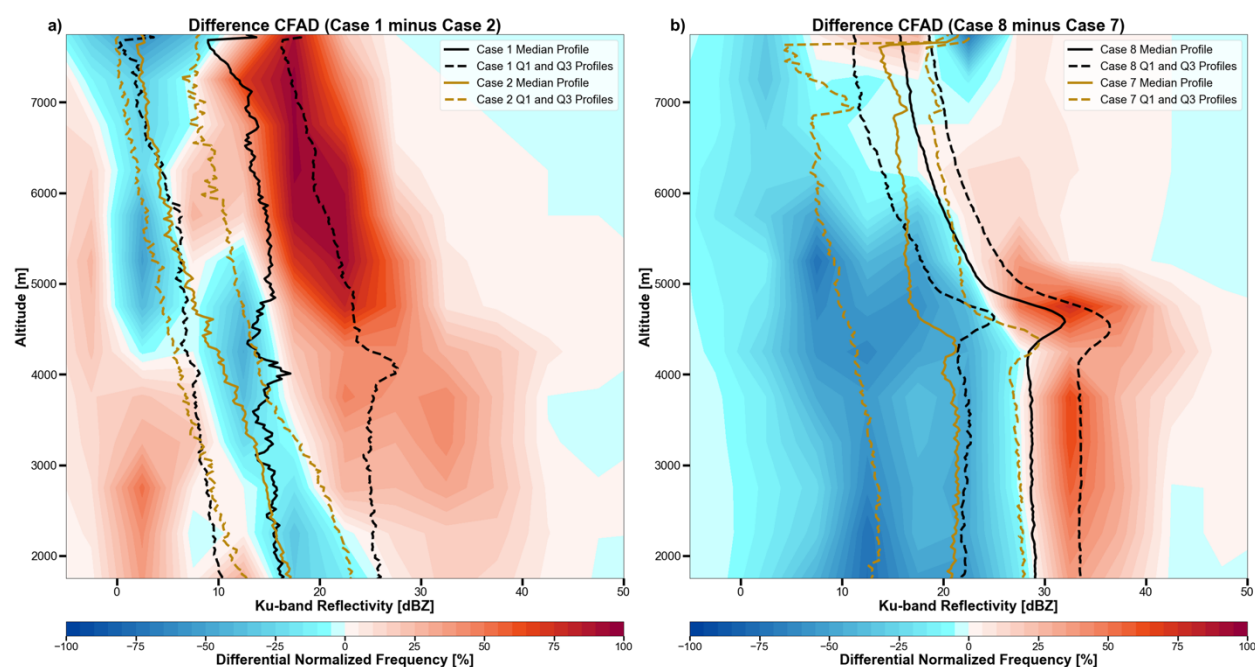 a)
Difference CFAD (Case 1 minus Case 2)
Case 1 Median Profile
Case 1 Q1 and Q3 Profiles
Case 2 Median Profile
Case 2 Q1 and Q3 Profiles
Altitude [m]
7000
6000
5000
4000
3000
2000
0
10
20
30
40
50
Ku-band Reflectivity [dBZ]
−100
−75
−50
−25
0
25
50
75
100
Differential Normalized Frequency [%]
b)
Difference CFAD (Case 8 minus Case 7)
Case 8 Median Profile
Case 8 Q1 and Q3 Profiles
Case 7 Median Profile
Case 7 Q1 and Q3 Profiles
Altitude [m]
7000
6000
5000
4000
3000
2000
0
10
20
30
40
50
Ku-band Reflectivity [dBZ]
−100
−75
−50
−25
0
25
50
75
100
Differential Normalized Frequency [%]